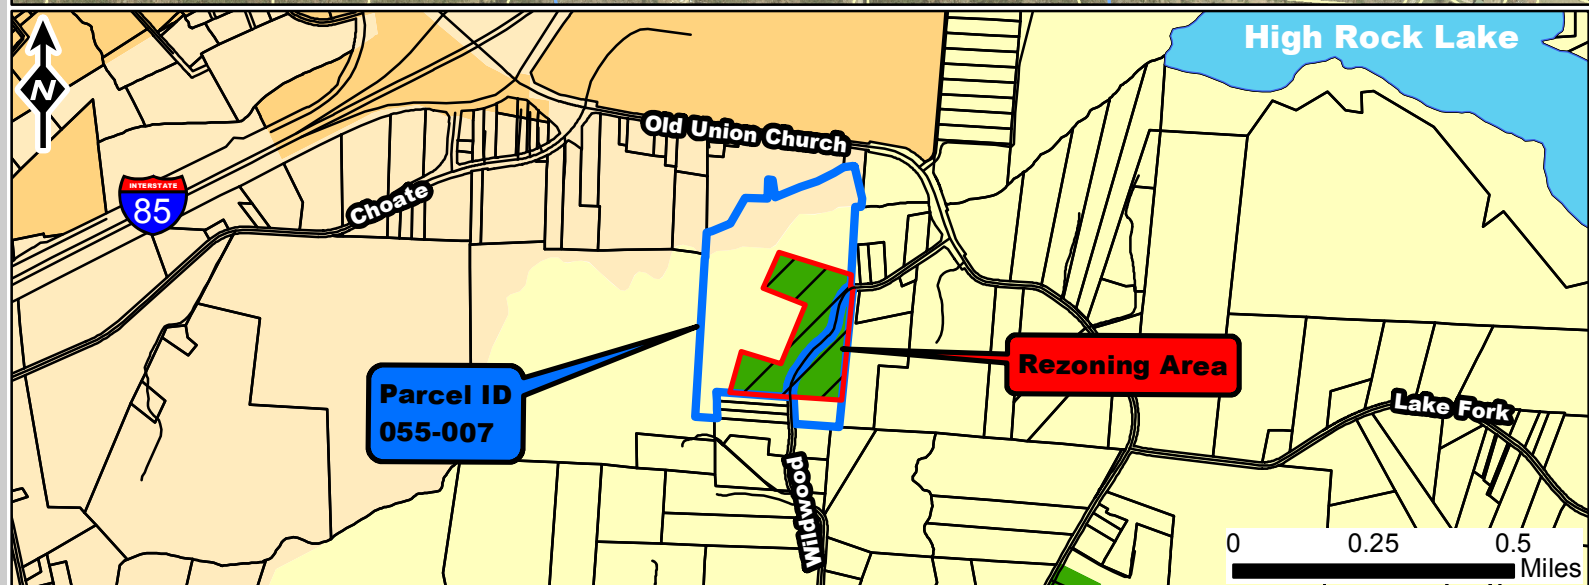 N
High Rock Lake
Old Union Church
INTERSTATE
85
Choate
Parcel ID
055-007
Rezoning Area
Lake Fork
Wildwood
0 0.25 0.5
Miles